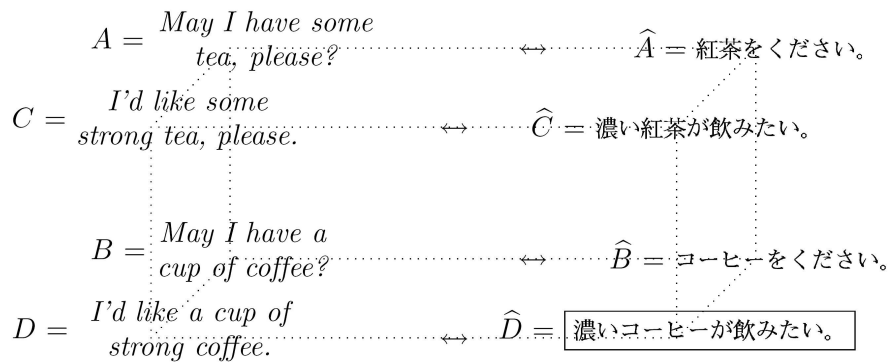 A = May I have some tea, please? ↔ Â = 紅茶をください。
C = I'd like some strong tea, please. ↔ Ĉ = 濃い紅茶が飲みたい。
B = May I have a cup of coffee? ↔ B̂ = コーヒーをください。
D = I'd like a cup of strong coffee. ↔ D̂ = 濃いコーヒーが飲みたい。